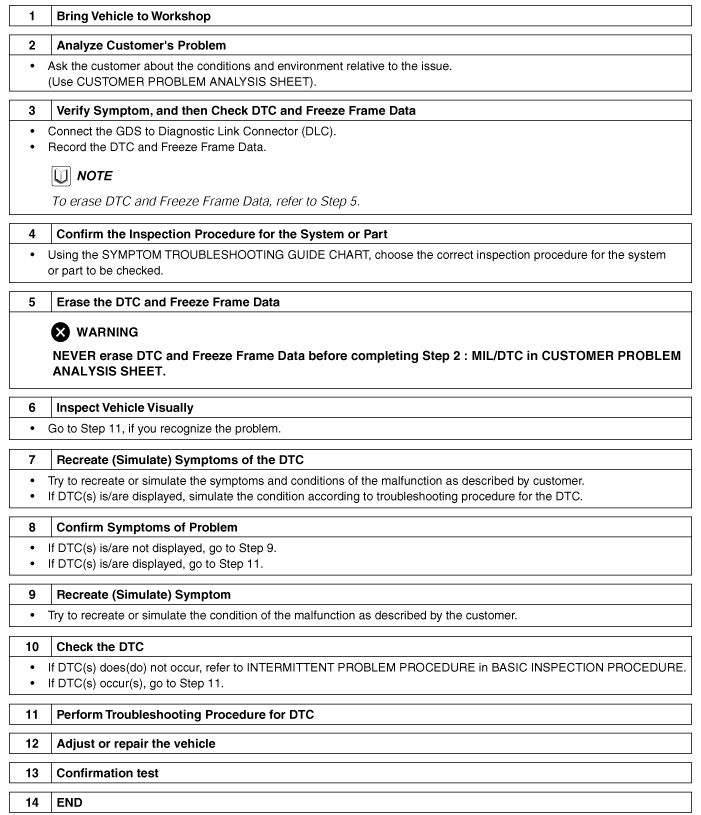 1 Bring Vehicle to Workshop
2 Analyze Customer's Problem
• Ask the customer about the conditions and environment relative to the issue.
(Use CUSTOMER PROBLEM ANALYSIS SHEET).
3 Verify Symptom, and then Check DTC and Freeze Frame Data
• Connect the GDS to Diagnostic Link Connector (DLC).
• Record the DTC and Freeze Frame Data.
NOTE
To erase DTC and Freeze Frame Data, refer to Step 5.
4 Confirm the Inspection Procedure for the System or Part
• Using the SYMPTOM TROUBLESHOOTING GUIDE CHART, choose the correct inspection procedure for the system
or part to be checked.
5 Erase the DTC and Freeze Frame Data
WARNING
NEVER erase DTC and Freeze Frame Data before completing Step 2 : MIL/DTC in CUSTOMER PROBLEM
ANALYSIS SHEET.
6 Inspect Vehicle Visually
• Go to Step 11, if you recognize the problem.
7 Recreate (Simulate) Symptoms of the DTC
• Try to recreate or simulate the symptoms and conditions of the malfunction as described by customer.
• If DTC(s) is/are displayed, simulate the condition according to troubleshooting procedure for the DTC.
8 Confirm Symptoms of Problem
• If DTC(s) is/are not displayed, go to Step 9.
• If DTC(s) is/are displayed, go to Step 11.
9 Recreate (Simulate) Symptom
• Try to recreate or simulate the condition of the malfunction as described by the customer.
10 Check the DTC
• If DTC(s) does(do) not occur, refer to INTERMITTENT PROBLEM PROCEDURE in BASIC INSPECTION PROCEDURE.
• If DTC(s) occur(s), go to Step 11.
11 Perform Troubleshooting Procedure for DTC
12 Adjust or repair the vehicle
13 Confirmation test
14 END